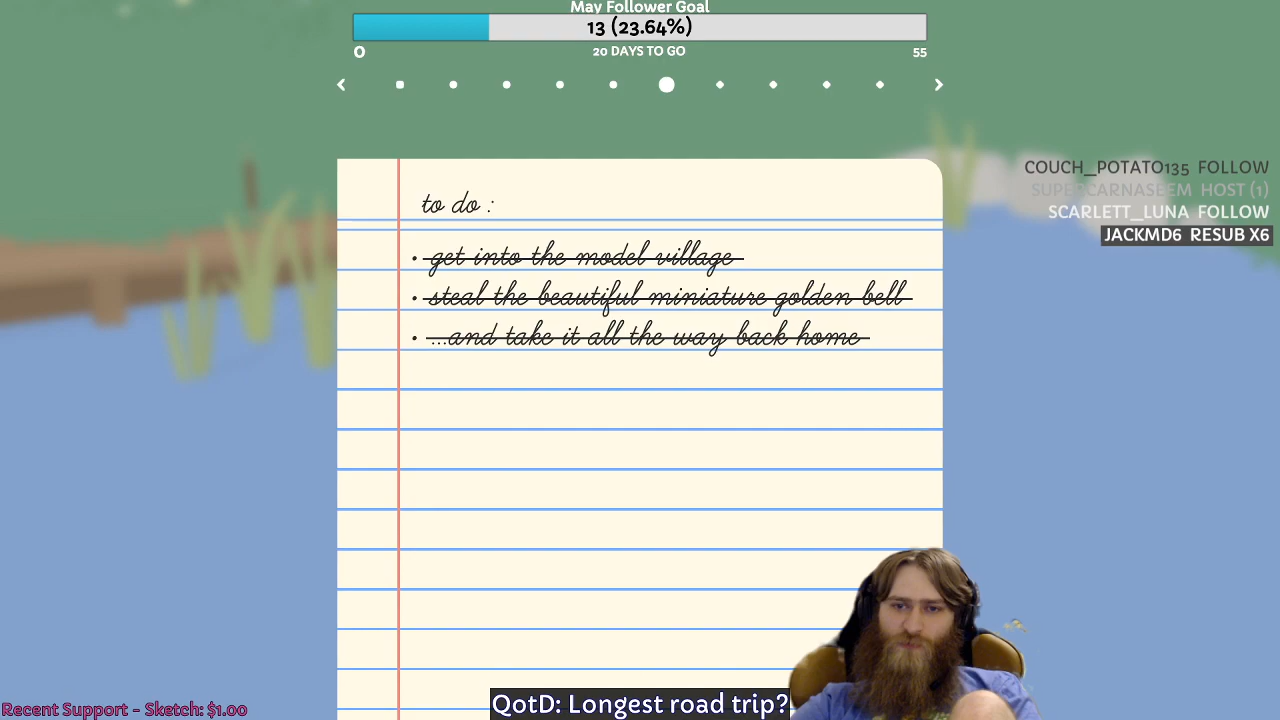 May Follower Goal
13 (23.64%)
0
20 DAYS TO GO
55
to do :
• get into the model village
• steal the beautiful miniature golden bell
• ...and take it all the way back home
COUCH_POTATO135 FOLLOW
SUPERCARNASEEM HOST (1)
SCARLETT_LUNA FOLLOW
JACKMD6 RESUB X6
QotD: Longest road trip?
Recent Support - Sketch: $1.00